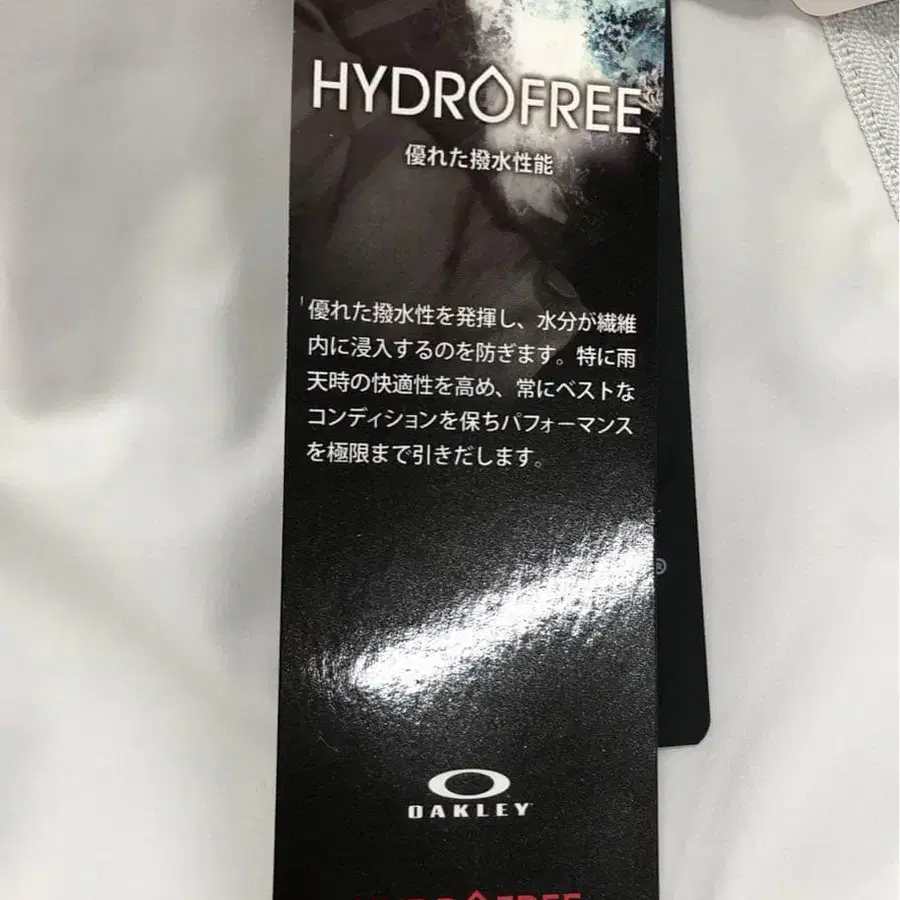 HYDROFREE
優れた撥水性能
優れた撥水性を発揮し、水分が繊維
内に浸入するのを防ぎます。特に雨
天時の快適性を高め、常にベストな
コンディションを保ちパフォーマンス
を極限まで引きだします。
®
OAKLEY